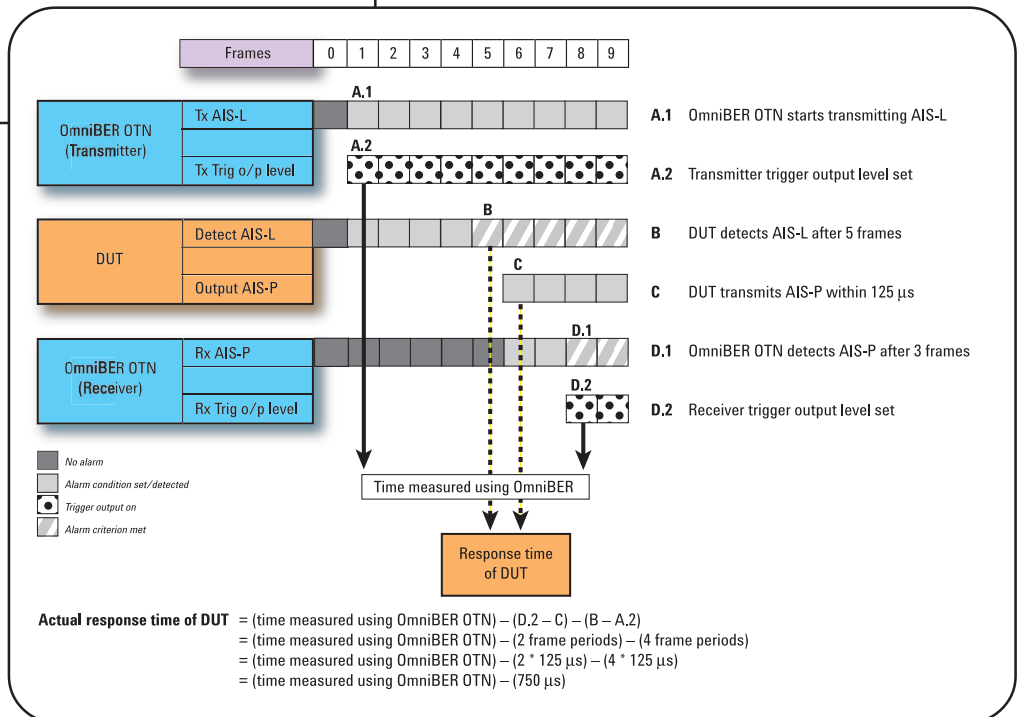 Frames 0 1 2 3 4 5 6 7 8 9
A.1
OmniBER OTN
(Transmitter)
Tx AIS-L
A.1 OmniBER OTN starts transmitting AIS-L
A.2
Tx Trig o/p level
A.2 Transmitter trigger output level set
B
DUT
Detect AIS-L
B DUT detects AIS-L after 5 frames
C
Output AIS-P
C DUT transmits AIS-P within 125 µs
D.1
OmniBER OTN
(Receiver)
Rx AIS-P
D.1 OmniBER OTN detects AIS-P after 3 frames
D.2
Rx Trig o/p level
D.2 Receiver trigger output level set
No alarm
Alarm condition set/detected
Trigger output on
Alarm criterion met
Time measured using OmniBER
Response time
of DUT
Actual response time of DUT = (time measured using OmniBER OTN) – (D.2 – C) – (B – A.2)
= (time measured using OmniBER OTN) – (2 frame periods) – (4 frame periods)
= (time measured using OmniBER OTN) – (2 * 125 µs) – (4 * 125 µs)
= (time measured using OmniBER OTN) – (750 µs)